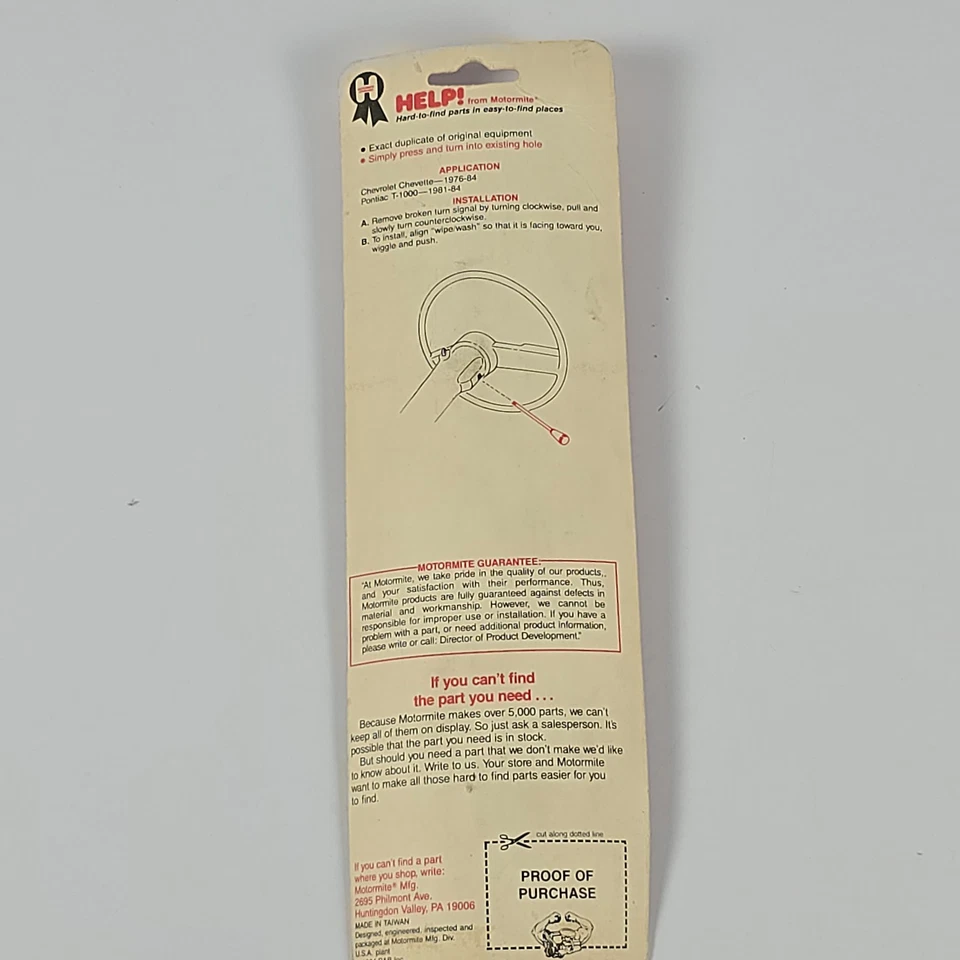 H
HELP! from Motormite®
Hard-to-find parts in easy-to-find places
• Exact duplicate of original equipment
• Simply press and turn into existing hole
APPLICATION
Chevrolet Chevette—1976-84
Pontiac T-1000—1981-84
INSTALLATION
A. Remove broken turn signal by turning clockwise, pull and
slowly turn counterclockwise.
B. To install, align "wipe/wash" so that it is facing toward you,
wiggle and push.
MOTORMITE GUARANTEE:
"At Motormite, we take pride in the quality of our products,
and your satisfaction with their performance. Thus,
Motormite products are fully guaranteed against defects in
material and workmanship. However, we cannot be
responsible for improper use or installation. If you have a
problem with a part, or need additional product information,
please write or call: Director of Product Development."
If you can't find
the part you need . . .
Because Motormite makes over 5,000 parts, we can't
keep all of them on display. So just ask a salesperson. It's
possible that the part you need is in stock.
But should you need a part that we don't make we'd like
to know about it. Write to us. Your store and Motormite
want to make all those hard to find parts easier for you
to find.
If you can't find a part
where you shop, write:
Motormite® Mfg.
2695 Philmont Ave.
Huntingdon Valley, PA 19006
MADE IN TAIWAN
Designed, engineered, inspected and
packaged at Motormite Mfg. Div.
U.S.A. plant
cut along dotted line
PROOF OF
PURCHASE